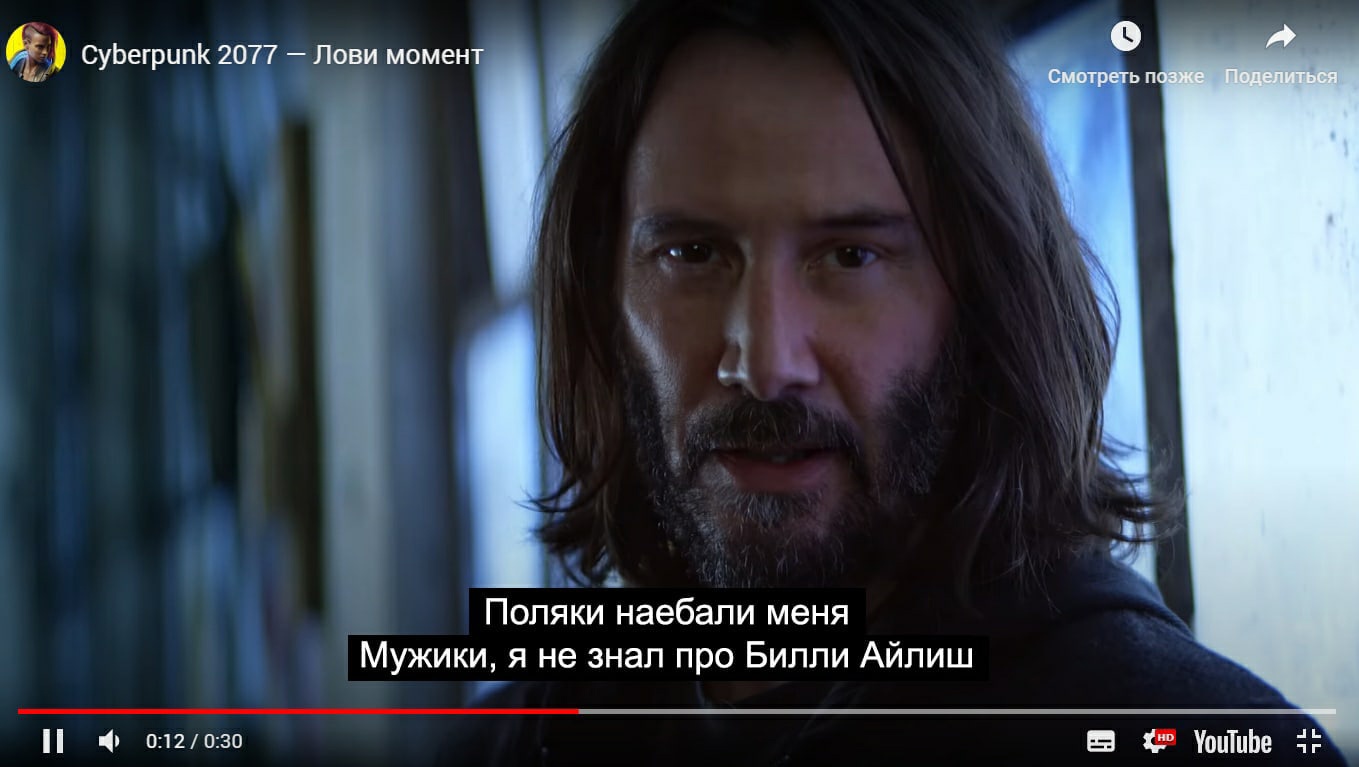 Cyberpunk 2077 — Лови момент
Смотреть позже
Поделиться
Поляки наебали меня
Мужики, я не знал про Билли Айлиш
0:12 / 0:30
HD
YouTube